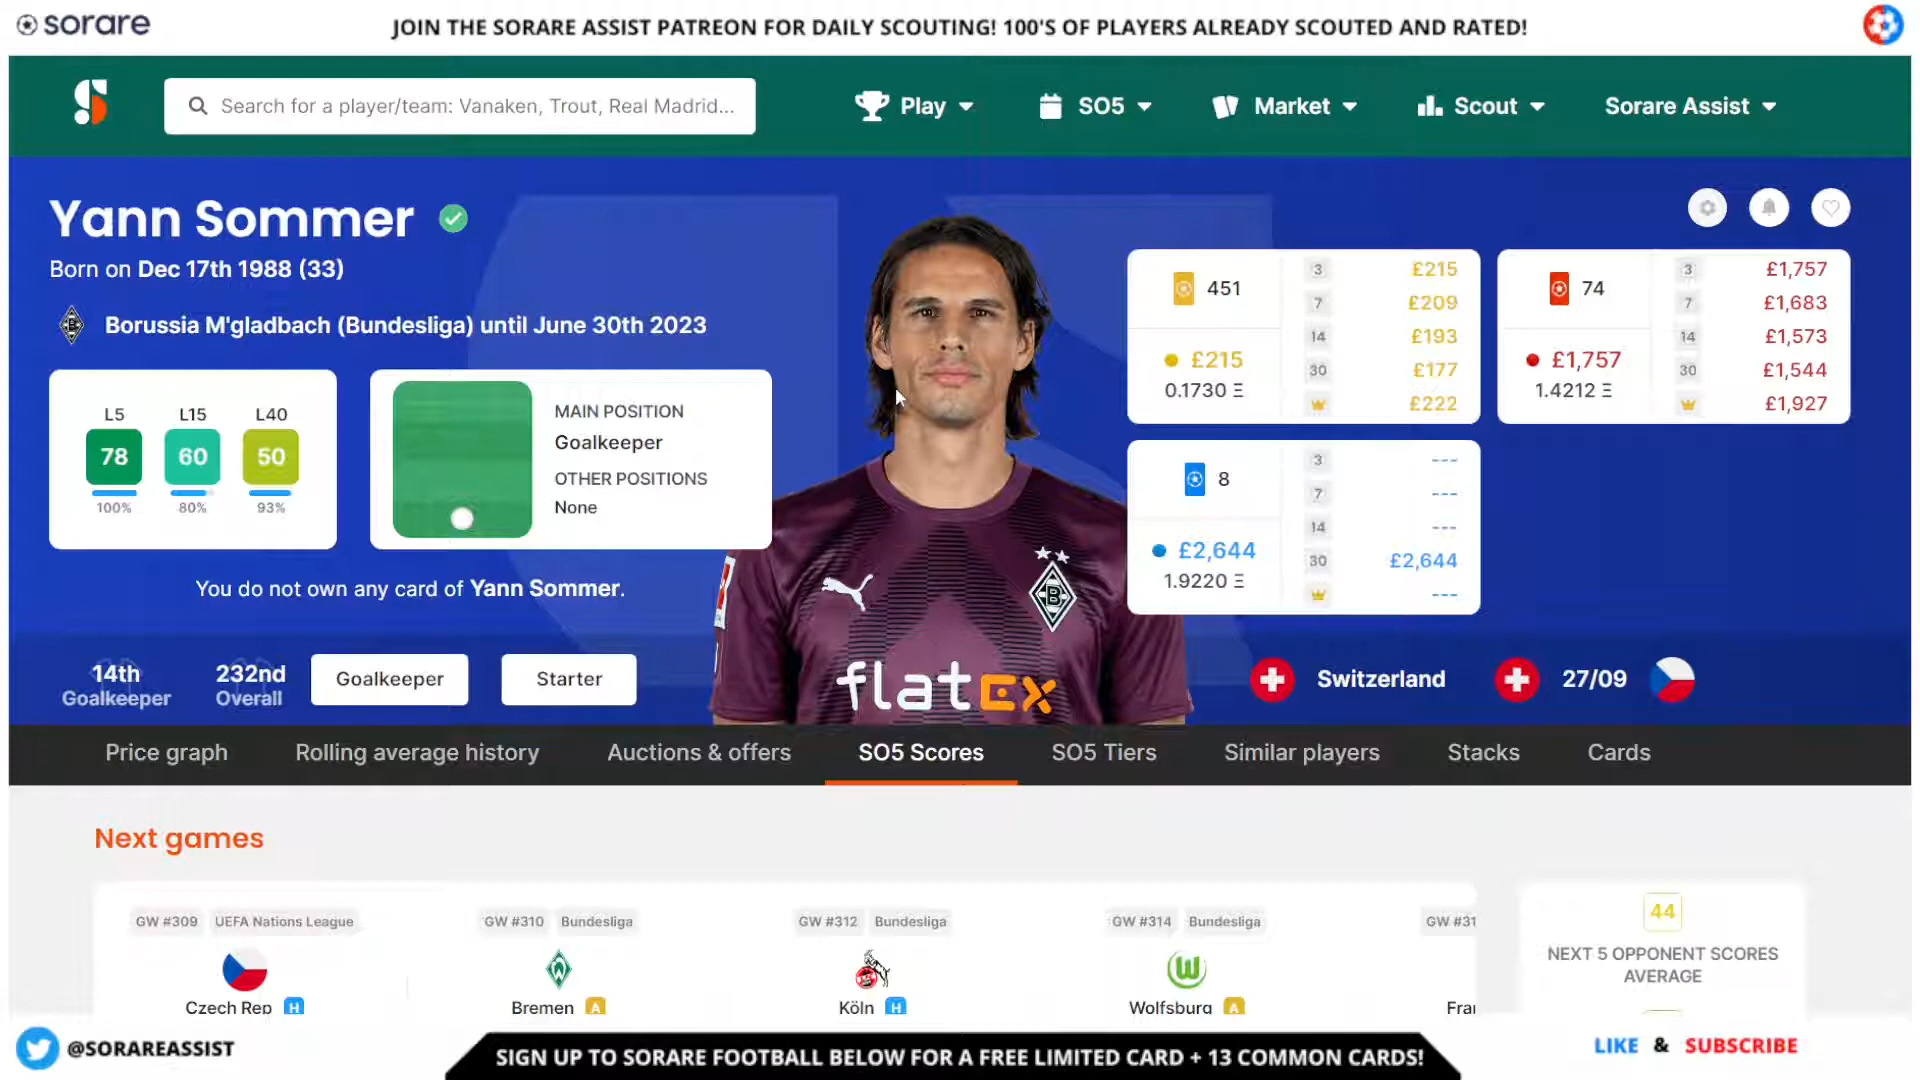 sorare
JOIN THE SORARE ASSIST PATREON FOR DAILY SCOUTING! 100'S OF PLAYERS ALREADY SCOUTED AND RATED!
Search for a player/team: Vanaken, Trout, Real Madrid...
Play
SO5
Market
Scout
Sorare Assist
Yann Sommer
Born on Dec 17th 1988 (33)
Borussia M'gladbach (Bundesliga) until June 30th 2023
L5 L15 L40
78 60 50
100% 80% 93%
MAIN POSITION
Goalkeeper
OTHER POSITIONS
None
You do not own any card of Yann Sommer.
14th
Goalkeeper
232nd
Overall
Goalkeeper
Starter
flatex
451
£215
0.1730 Ξ
3 £215
7 £209
14 £193
30 £177
£222
74
£1,757
1.4212 Ξ
3 £1,757
7 £1,683
14 £1,573
30 £1,544
£1,927
8
£2,644
1.9220 Ξ
3 ---
7 ---
14 ---
30 £2,644
---
Switzerland
27/09
Price graph
Rolling average history
Auctions & offers
SO5 Scores
SO5 Tiers
Similar players
Stacks
Cards
Next games
GW #309 UEFA Nations League
Czech Rep H
GW #310 Bundesliga
Bremen A
GW #312 Bundesliga
Köln H
GW #314 Bundesliga
Wolfsburg A
GW #31
Fra
44
NEXT 5 OPPONENT SCORES
AVERAGE
@SORAREASSIST
SIGN UP TO SORARE FOOTBALL BELOW FOR A FREE LIMITED CARD + 13 COMMON CARDS!
LIKE & SUBSCRIBE